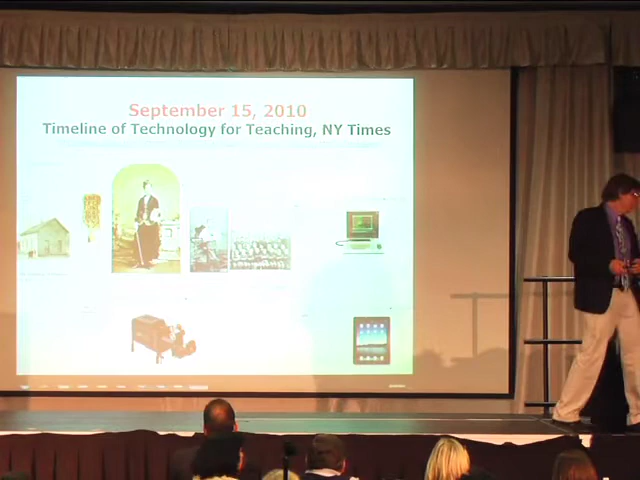 September 15, 2010
Timeline of Technology for Teaching, NY Times